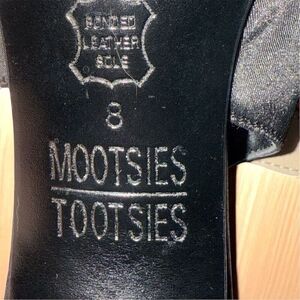 BONDED
LEATHER
SOLE
8
MOOTSIES
TOOTSIES